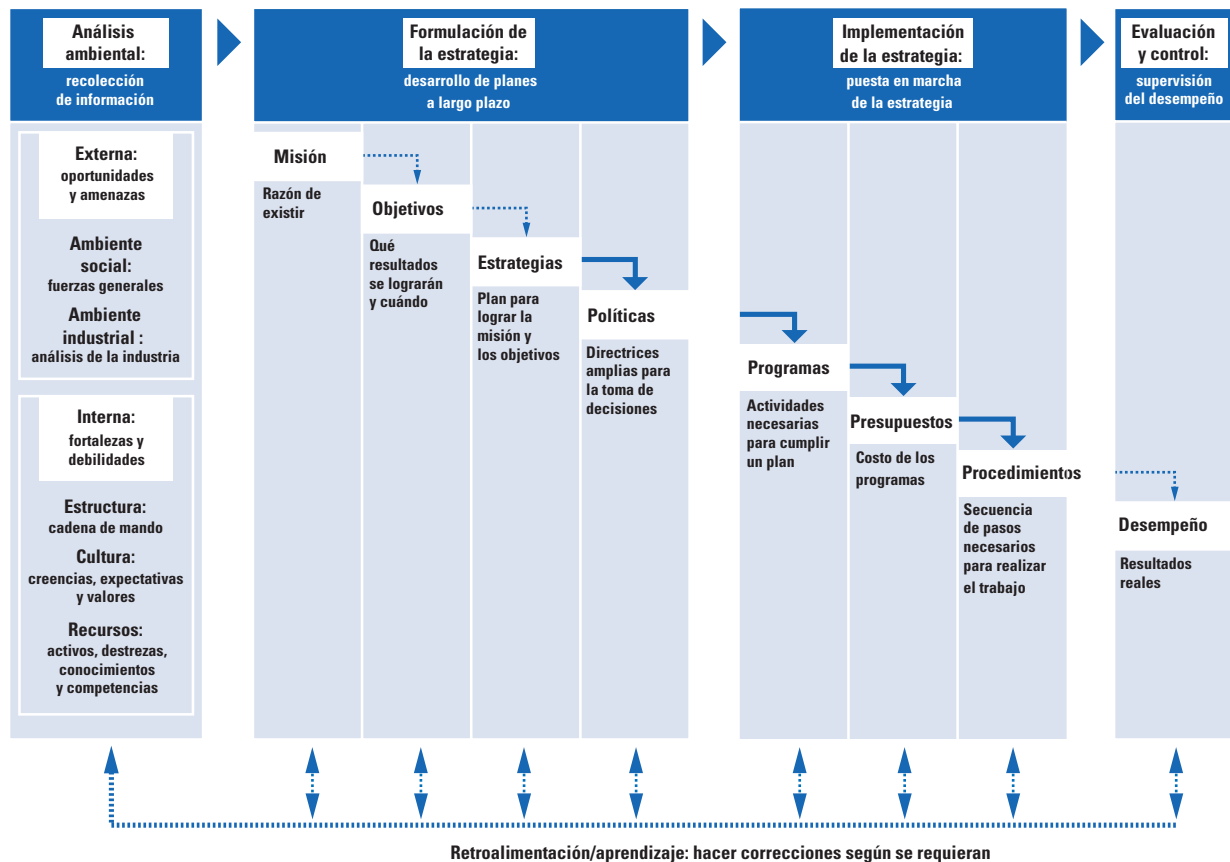 Análisis
ambiental:
recolección
de información
Externa:
oportunidades
y amenazas
Ambiente
social:
fuerzas generales
Ambiente
industrial :
análisis de la industria
Interna:
fortalezas y
debilidades
Estructura:
cadena de mando
Cultura:
creencias, expectativas
y valores
Recursos:
activos, destrezas,
conocimientos
y competencias
Formulación de
la estrategia:
desarrollo de planes
a largo plazo
Misión
Razón de
existir
Objetivos
Qué
resultados
se lograrán
y cuándo
Estrategias
Plan para
lograr la
misión y
los objetivos
Políticas
Directrices
amplias para
la toma de
decisiones
Implementación
de la estrategia:
puesta en marcha
de la estrategia
Programas
Actividades
necesarias
para cumplir
un plan
Presupuestos
Costo de los
programas
Procedimientos
Secuencia
de pasos
necesarios
para realizar
el trabajo
Evaluación
y control:
supervisión
del desempeño
Desempeño
Resultados
reales
Retroalimentación/aprendizaje: hacer correcciones según se requieran